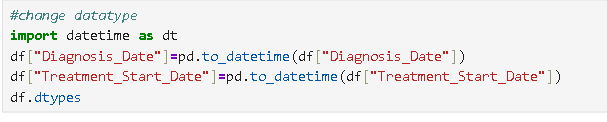 #change datatype
import datetime as dt
df["Diagnosis_Date"]=pd.to_datetime(df["Diagnosis_Date"])
df["Treatment_Start_Date"]=pd.to_datetime(df["Treatment_Start_Date"])
df.dtypes